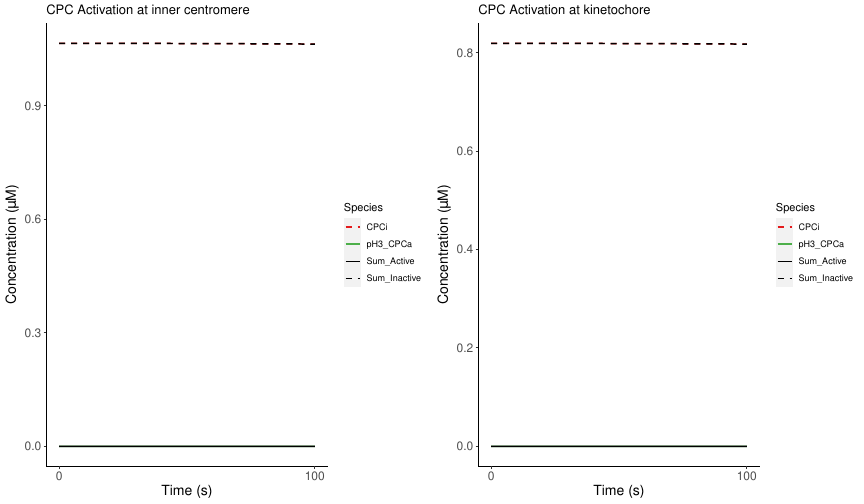 CPC Activation at inner centromere
Concentration (µM)
0.9
0.6
0.3
0.0
0
100
Time (s)
Species
CPCi
pH3_CPCa
Sum_Active
Sum_Inactive
CPC Activation at kinetochore
Concentration (µM)
0.8
0.6
0.4
0.2
0.0
0
100
Time (s)
Species
CPCi
pH3_CPCa
Sum_Active
Sum_Inactive